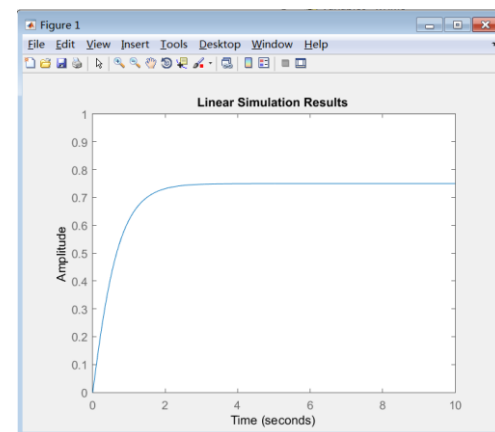 Figure 1
File Edit View Insert Tools Desktop Window Help
Linear Simulation Results
1
0.9
0.8
0.7
0.6
0.5
0.4
0.3
0.2
0.1
0
Amplitude
0 2 4 6 8 10
Time (seconds)